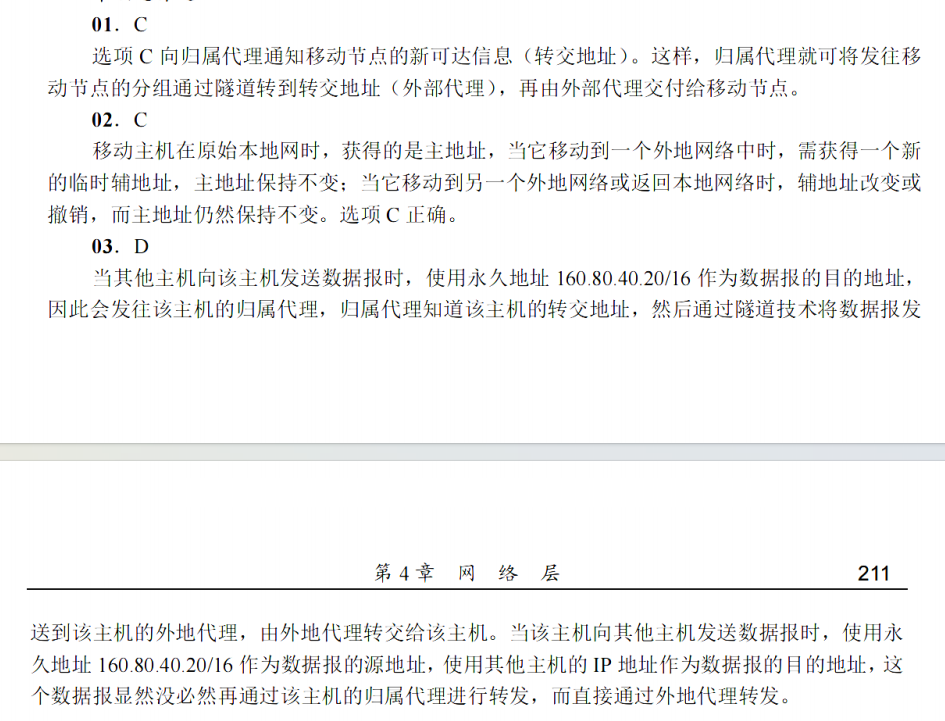 01．C
选项 C 向归属代理通知移动节点的新可达信息（转交地址）。这样，归属代理就可将发往移
动节点的分组通过隧道转到转交地址（外部代理），再由外部代理交付给移动节点。
02．C
移动主机在原始本地网时，获得的是主地址，当它移动到一个外地网络中时，需获得一个新
的临时辅地址，主地址保持不变；当它移动到另一个外地网络或返回本地网络时，辅地址改变或
撤销，而主地址仍然保持不变。选项 C 正确。
03．D
当其他主机向该主机发送数据报时，使用永久地址 160.80.40.20/16 作为数据报的目的地址，
因此会发往该主机的归属代理，归属代理知道该主机的转交地址，然后通过隧道技术将数据报发
第 4 章 网 络 层 211
送到该主机的外地代理，由外地代理转交给该主机。当该主机向其他主机发送数据报时，使用永
久地址 160.80.40.20/16 作为数据报的源地址，使用其他主机的 IP 地址作为数据报的目的地址，这
个数据报显然没必然再通过该主机的归属代理进行转发，而直接通过外地代理转发。